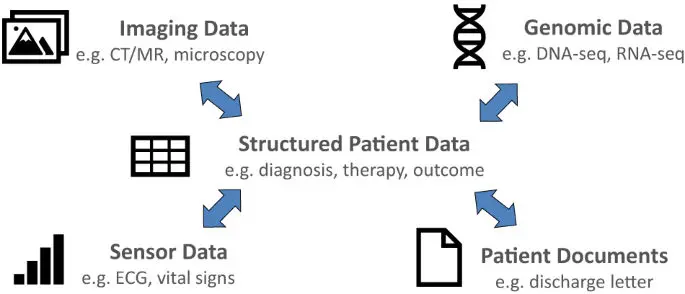 Imaging Data
e.g. CT/MR, microscopy
Genomic Data
e.g. DNA-seq, RNA-seq
Structured Patient Data
e.g. diagnosis, therapy, outcome
Sensor Data
e.g. ECG, vital signs
Patient Documents
e.g. discharge letter